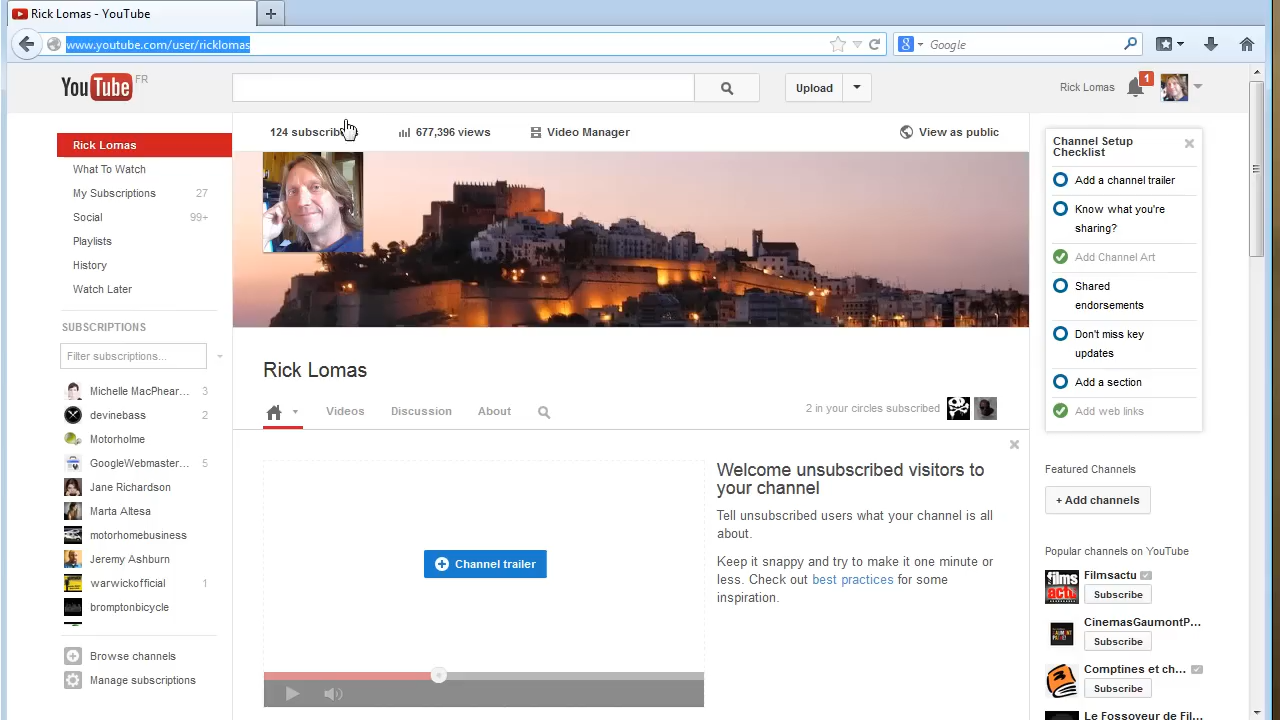 Rick Lomas - YouTube
www.youtube.com/user/ricklomas
Google
YouTube FR
Upload
Rick Lomas
1
124 subscribers
677,396 views
Video Manager
View as public
Rick Lomas
What To Watch
My Subscriptions 27
Social 99+
Playlists
History
Watch Later
SUBSCRIPTIONS
Filter subscriptions...
Michelle MacPhear... 3
devinebass 2
Motorholme
GoogleWebmaster... 5
Jane Richardson
Marta Altesa
motorhomebusiness
Jeremy Ashburn
warwickofficial 1
bromptonbicycle
Browse channels
Manage subscriptions
Rick Lomas
Videos
Discussion
About
2 in your circles subscribed
Channel trailer
Welcome unsubscribed visitors to
your channel
Tell unsubscribed users what your channel is all
about.
Keep it snappy and try to make it one minute or
less. Check out best practices for some
inspiration.
Channel Setup
Checklist
Add a channel trailer
Know what you're
sharing?
Add Channel Art
Shared
endorsements
Don't miss key
updates
Add a section
Add web links
Featured Channels
+ Add channels
Popular channels on YouTube
Filmsactu
Subscribe
CinemasGaumontP...
Subscribe
Comptines et ch...
Subscribe
Le Fossoyeur de Fil...